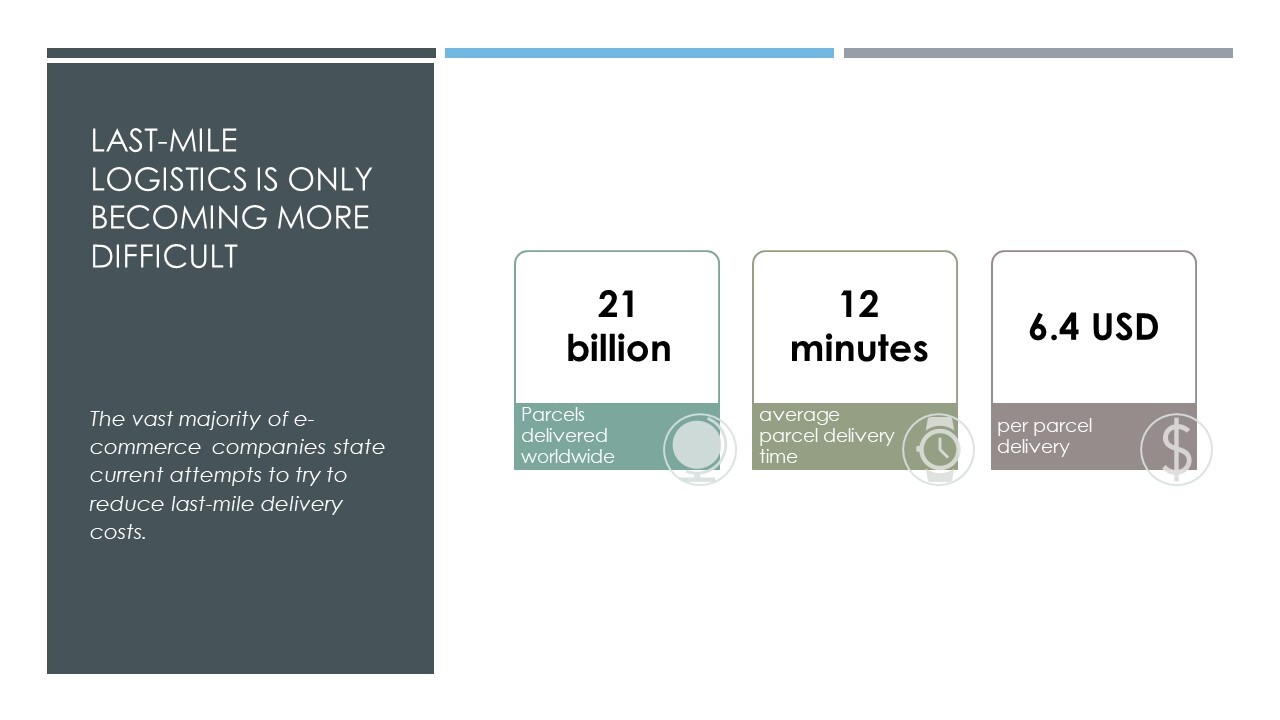 LAST-MILE
LOGISTICS IS ONLY
BECOMING MORE
DIFFICULT
The vast majority of e-
commerce companies state
current attempts to try to
reduce last-mile delivery
costs.
21
billion
Parcels
delivered
worldwide
12
minutes
average
parcel delivery
time
6.4 USD
per parcel
delivery
$